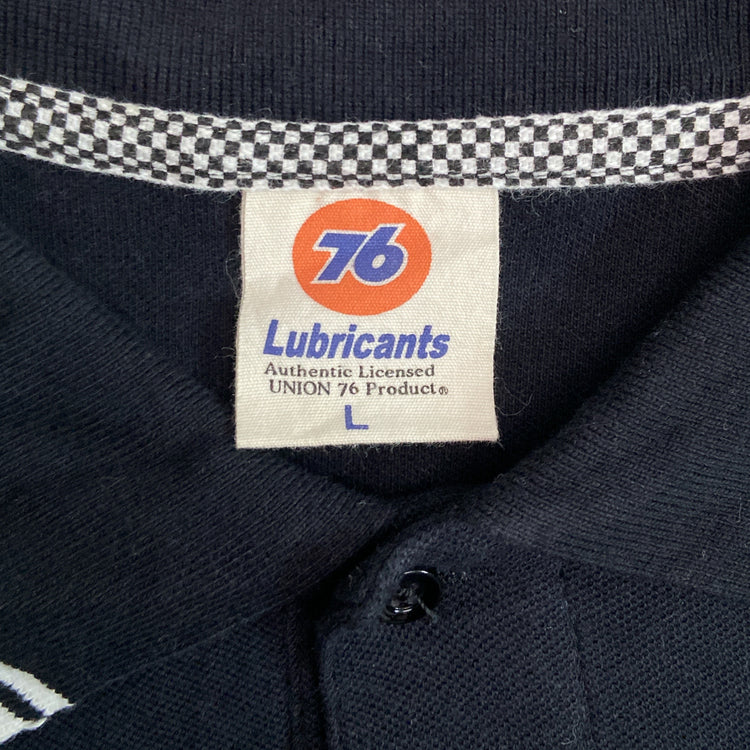 76
Lubricants
Authentic Licensed
UNION 76 Product®
L